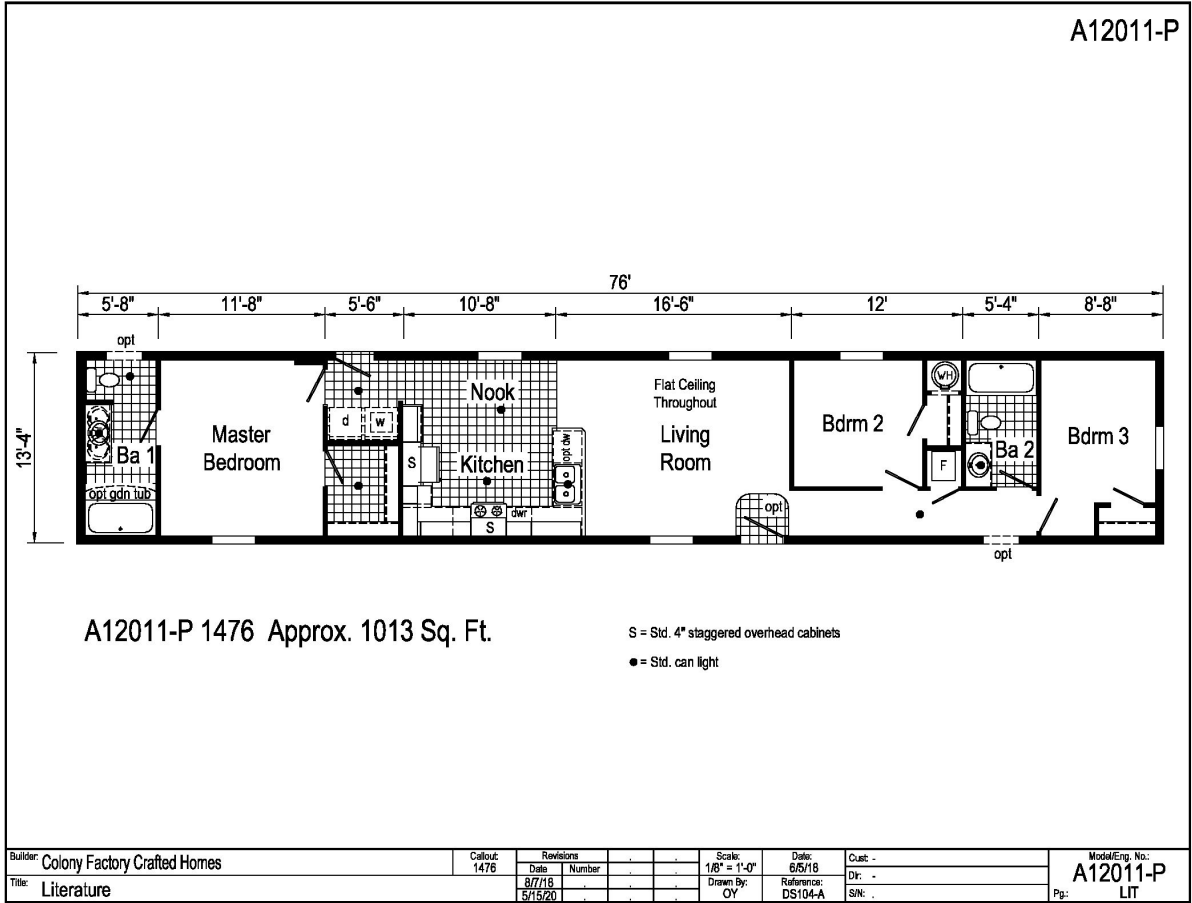 A12011-P
76'
5'-8" 11'-8" 5'-6" 10'-8" 16'-6" 12' 5'-4" 8'-8"
opt
13'-4"
WH
Nook
Flat Ceiling
Throughout
d w
Master
Bedroom
Living
Room
Bdrm 2
Bdrm 3
Ba 1
Ba 2
opt dw
S
Kitchen
F
opt gdn tub
dwr
S
opt
opt
A12011-P 1476 Approx. 1013 Sq. Ft.
S = Std. 4" staggered overhead cabinets
● = Std. can light
Builder: Colony Factory Crafted Homes
Title: Literature
Callout:
1476
Revisions
Date Number
8/7/18 .
5/15/20 .
Scale:
1/8" = 1'-0"
Date:
6/5/18
Drawn By:
OY
Reference:
DS104-A
Cust: -
Dir: -
S/N: .
Model/Eng. No.:
A12011-P
Pg.: LIT